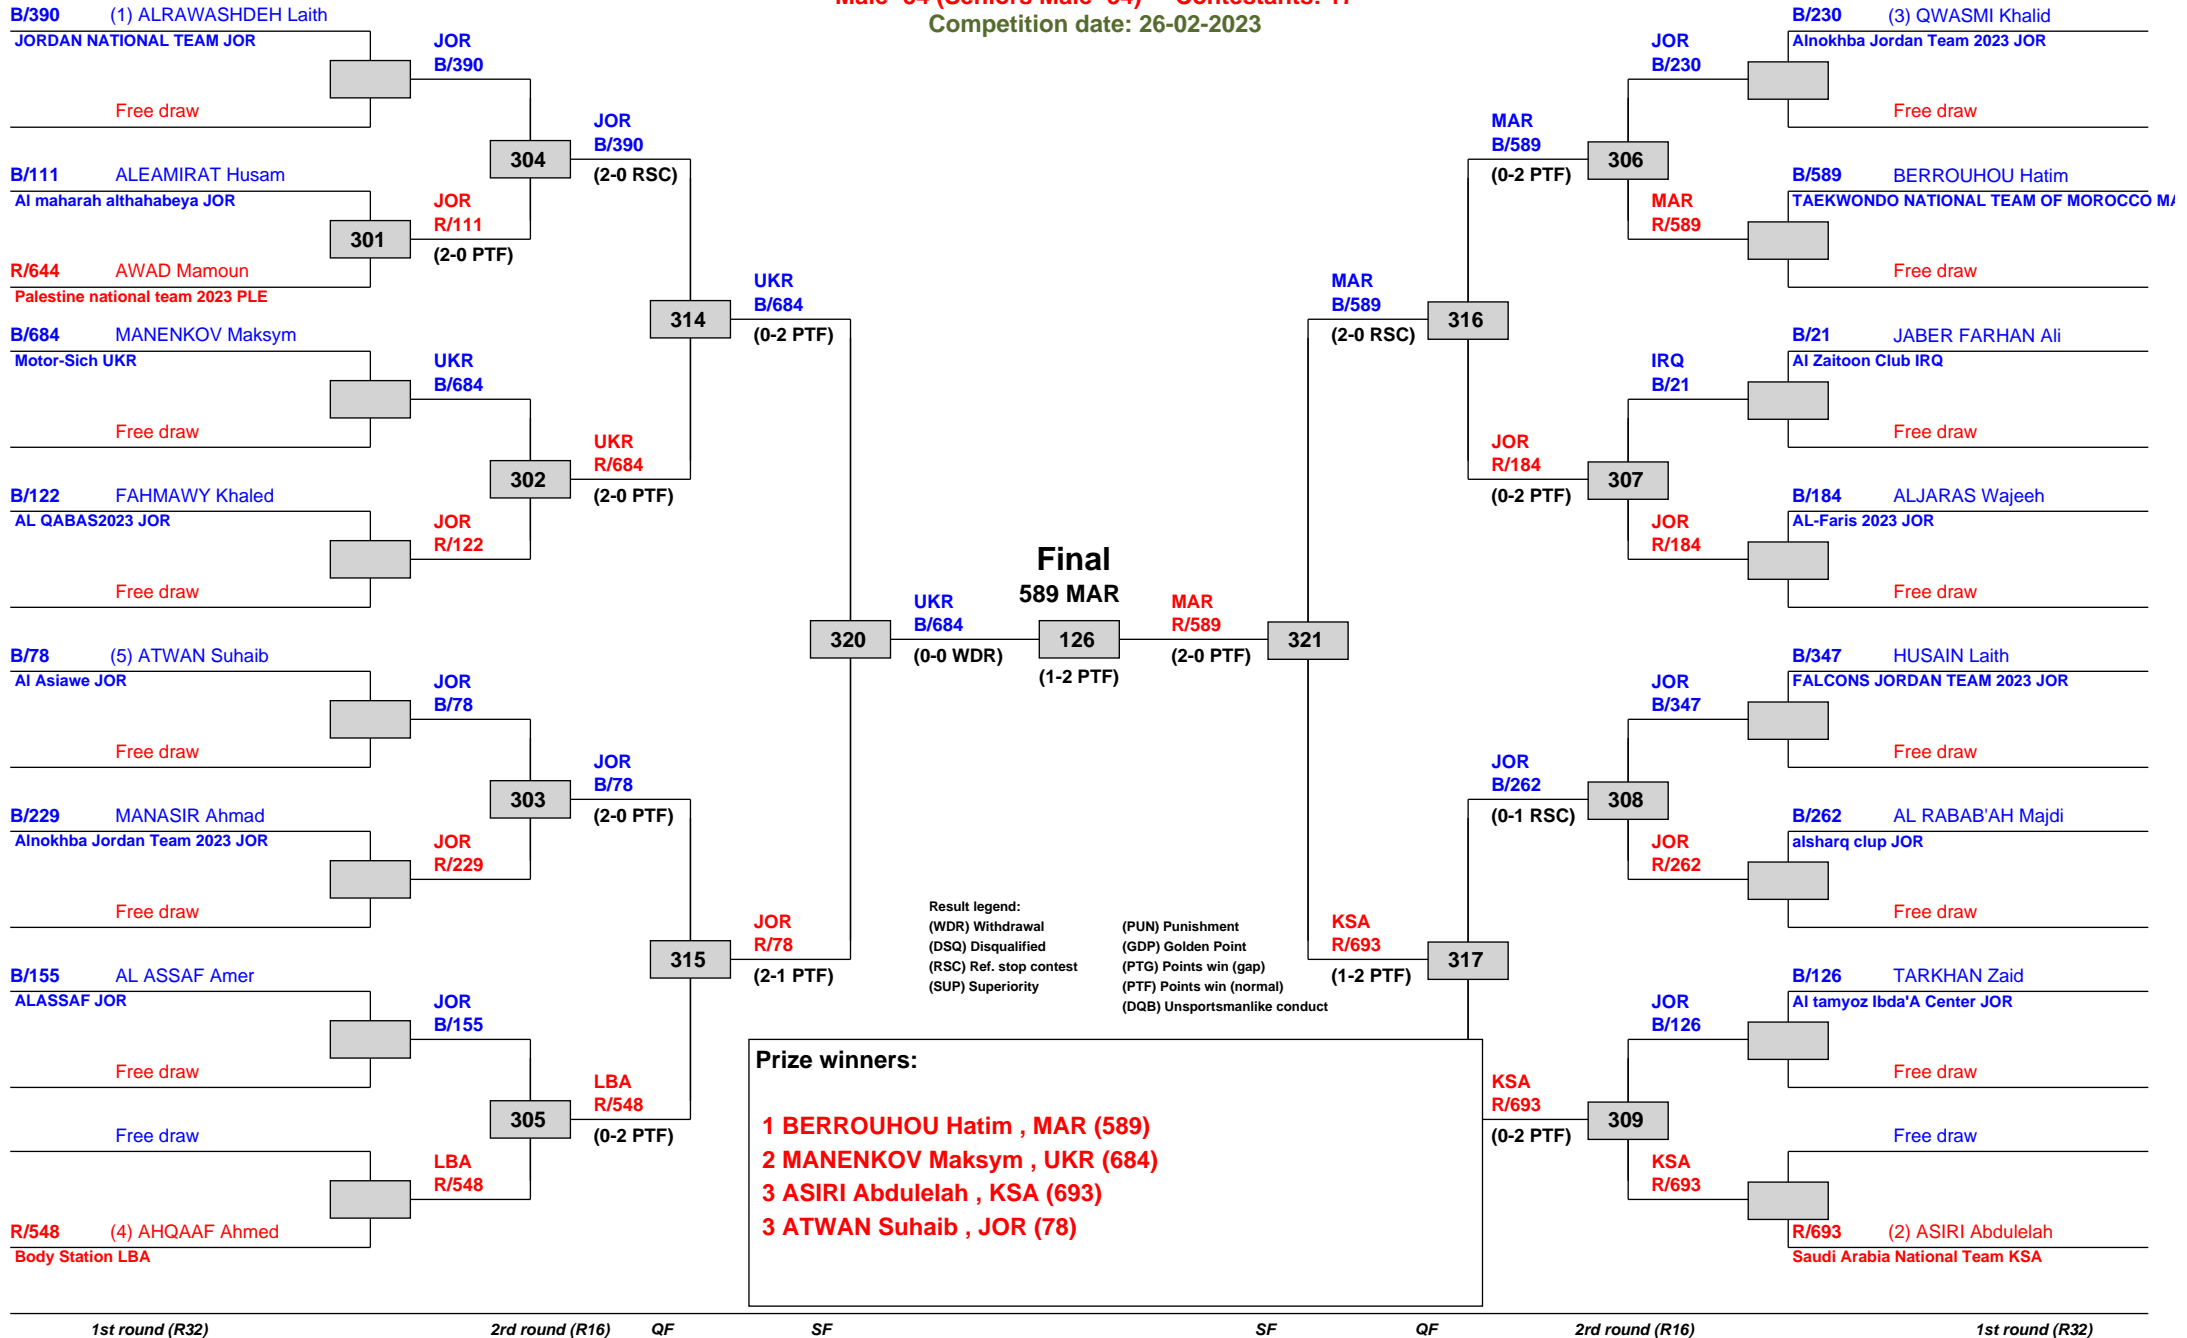 Male -54 (Seniors Male -54) Contestants: 17
Competition date: 26-02-2023
B/390 (1) ALRAWASHDEH Laith
JORDAN NATIONAL TEAM JOR
Free draw
B/111 ALEAMIRAT Husam
Al maharah althahabeya JOR
R/644 AWAD Mamoun
Palestine national team 2023 PLE
B/684 MANENKOV Maksym
Motor-Sich UKR
Free draw
B/122 FAHMAWY Khaled
AL QABAS2023 JOR
Free draw
B/78 (5) ATWAN Suhaib
Al Asiawe JOR
Free draw
B/229 MANASIR Ahmad
Alnokhba Jordan Team 2023 JOR
Free draw
B/155 AL ASSAF Amer
ALASSAF JOR
Free draw
Free draw
R/548 (4) AHQAAF Ahmed
Body Station LBA
301
JOR
B/390
JOR
R/111
(2-0 PTF)
UKR
B/684
JOR
R/122
JOR
B/78
JOR
R/229
JOR
B/155
LBA
R/548
304
302
303
305
JOR
B/390
(2-0 RSC)
UKR
R/684
(2-0 PTF)
JOR
B/78
(2-0 PTF)
LBA
R/548
(0-2 PTF)
314
315
UKR
B/684
(0-2 PTF)
JOR
R/78
(2-1 PTF)
320
UKR
B/684
(0-0 WDR)
Final
589 MAR
126
(1-2 PTF)
MAR
R/589
(2-0 PTF)
321
MAR
B/589
(2-0 RSC)
KSA
R/693
(1-2 PTF)
316
317
MAR
B/589
(0-2 PTF)
JOR
R/184
(0-2 PTF)
JOR
B/262
(0-1 RSC)
KSA
R/693
(0-2 PTF)
306
307
308
309
JOR
B/230
MAR
R/589
IRQ
B/21
JOR
R/184
JOR
B/347
JOR
R/262
JOR
B/126
KSA
R/693
B/230 (3) QWASMI Khalid
Alnokhba Jordan Team 2023 JOR
Free draw
B/589 BERROUHOU Hatim
TAEKWONDO NATIONAL TEAM OF MOROCCO MA
Free draw
B/21 JABER FARHAN Ali
Al Zaitoon Club IRQ
Free draw
B/184 ALJARAS Wajeeh
AL-Faris 2023 JOR
Free draw
B/347 HUSAIN Laith
FALCONS JORDAN TEAM 2023 JOR
Free draw
B/262 AL RABAB'AH Majdi
alsharq clup JOR
Free draw
B/126 TARKHAN Zaid
Al tamyoz Ibda'A Center JOR
Free draw
Free draw
R/693 (2) ASIRI Abdulelah
Saudi Arabia National Team KSA
Result legend:
(WDR) Withdrawal (PUN) Punishment
(DSQ) Disqualified (GDP) Golden Point
(RSC) Ref. stop contest (PTG) Points win (gap)
(SUP) Superiority (PTF) Points win (normal)
(DQB) Unsportsmanlike conduct
Prize winners:
1 BERROUHOU Hatim , MAR (589)
2 MANENKOV Maksym , UKR (684)
3 ASIRI Abdulelah , KSA (693)
3 ATWAN Suhaib , JOR (78)
1st round (R32) 2rd round (R16) QF SF SF QF 2rd round (R16) 1st round (R32)